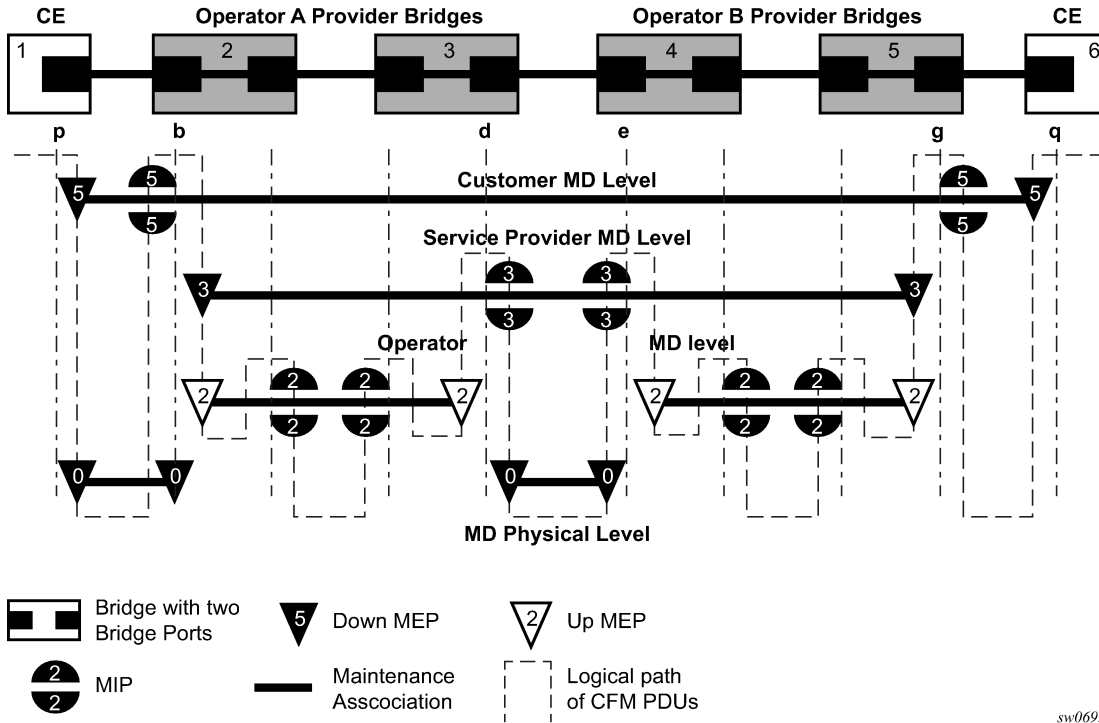 CE Operator A Provider Bridges Operator B Provider Bridges CE
1 2 3 4 5 6
p b d e g q
5 5 Customer MD Level 5 5
5 5
Service Provider MD Level
3 3 3 3
3 3
Operator MD level
2 2 2 2 2 2 2 2
2 2 2 2
0 0 0 0
MD Physical Level
Bridge with two
Bridge Ports
5 Down MEP
2 Up MEP
2
2
MIP
Maintenance
Asscociation
Logical path
of CFM PDUs